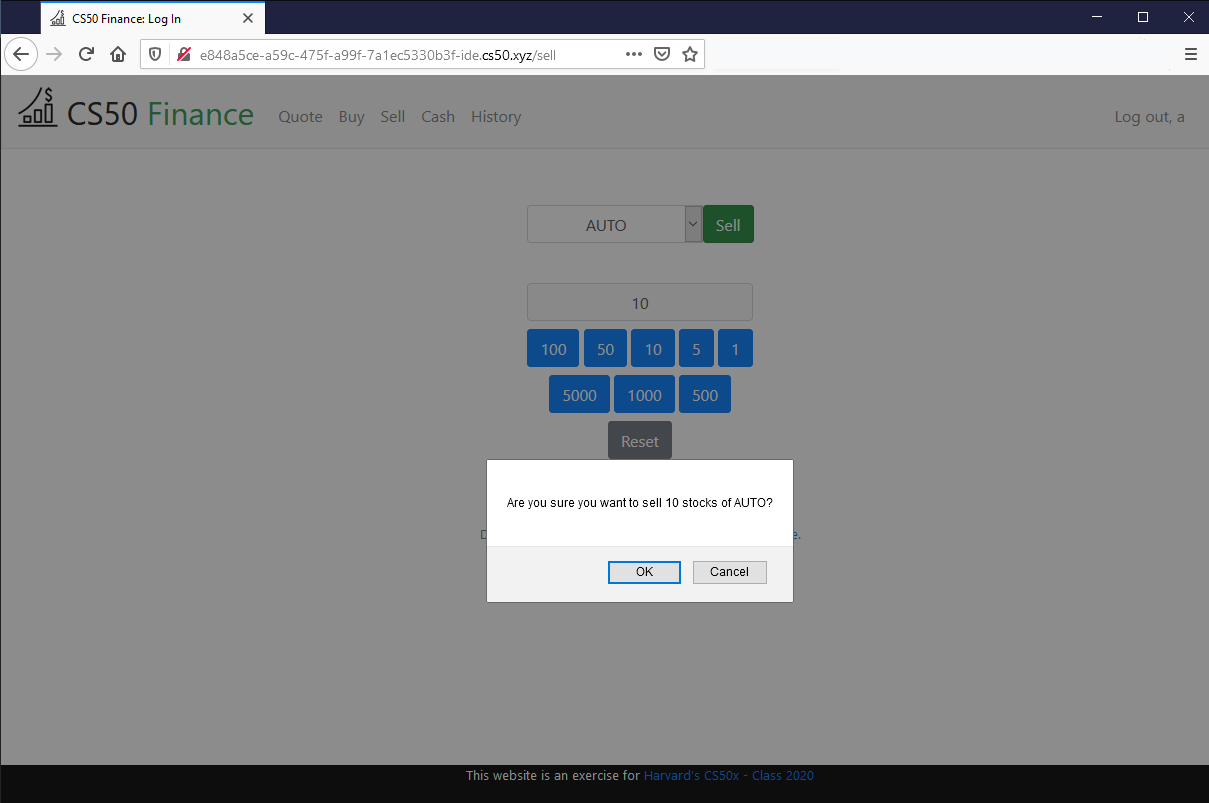 CS50 Finance: Log In
e848a5ce-a59c-475f-a99f-7a1ec5330b3f-ide.cs50.xyz/sell
CS50 Finance Quote Buy Sell Cash History Log out, a
AUTO Sell
10
100 50 10 5 1
5000 1000 500
Reset
Are you sure you want to sell 10 stocks of AUTO?
OK Cancel
This website is an exercise for Harvard's CS50x - Class 2020